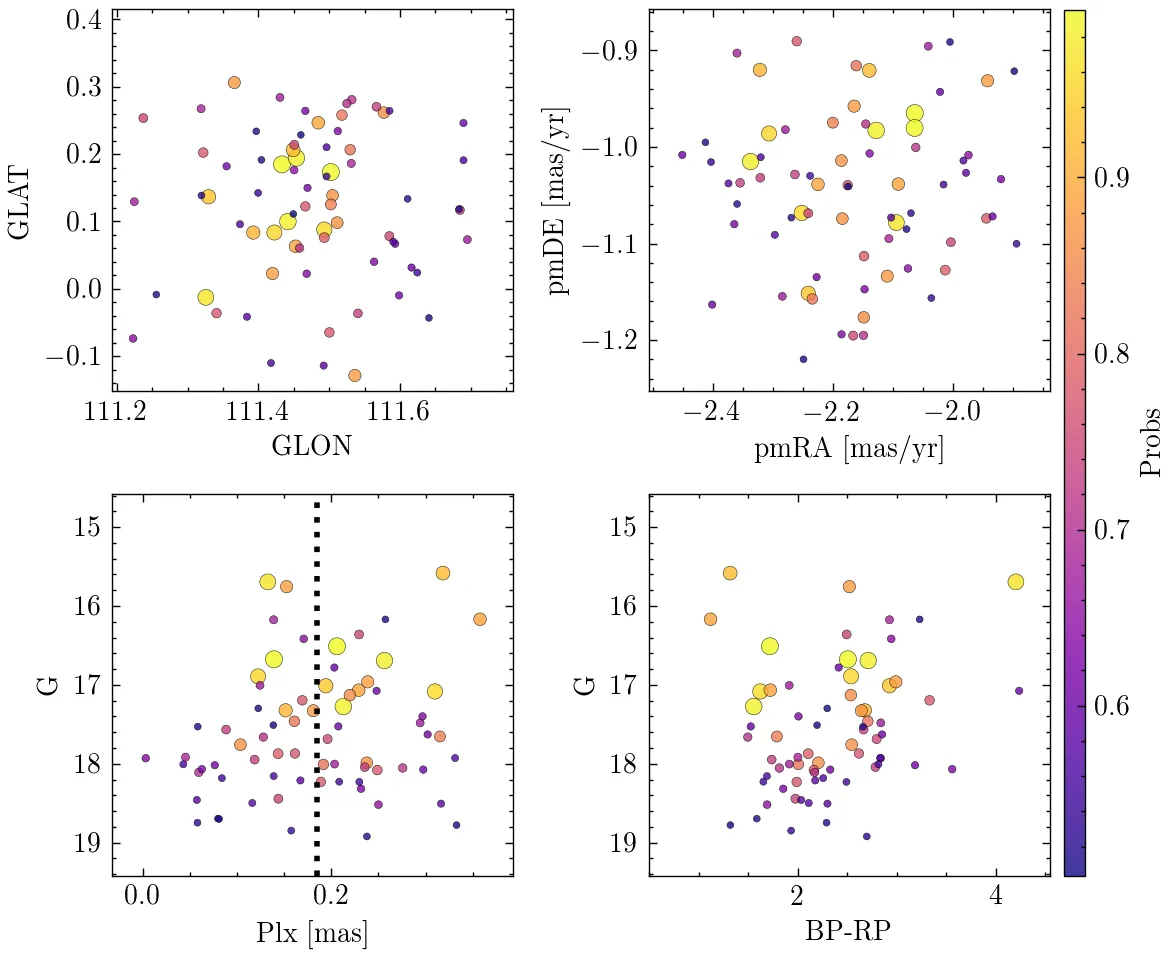 0.4
0.3
0.2
0.1
0.0
−0.1
GLAT
111.2 111.4 111.6
GLON
−0.9
−1.0
−1.1
−1.2
pmDE [mas/yr]
−2.4 −2.2 −2.0
pmRA [mas/yr]
15
16
17
18
19
G
0.0 0.2
Plx [mas]
15
16
17
18
19
G
2 4
BP-RP
0.9
0.8
0.7
0.6
Probs